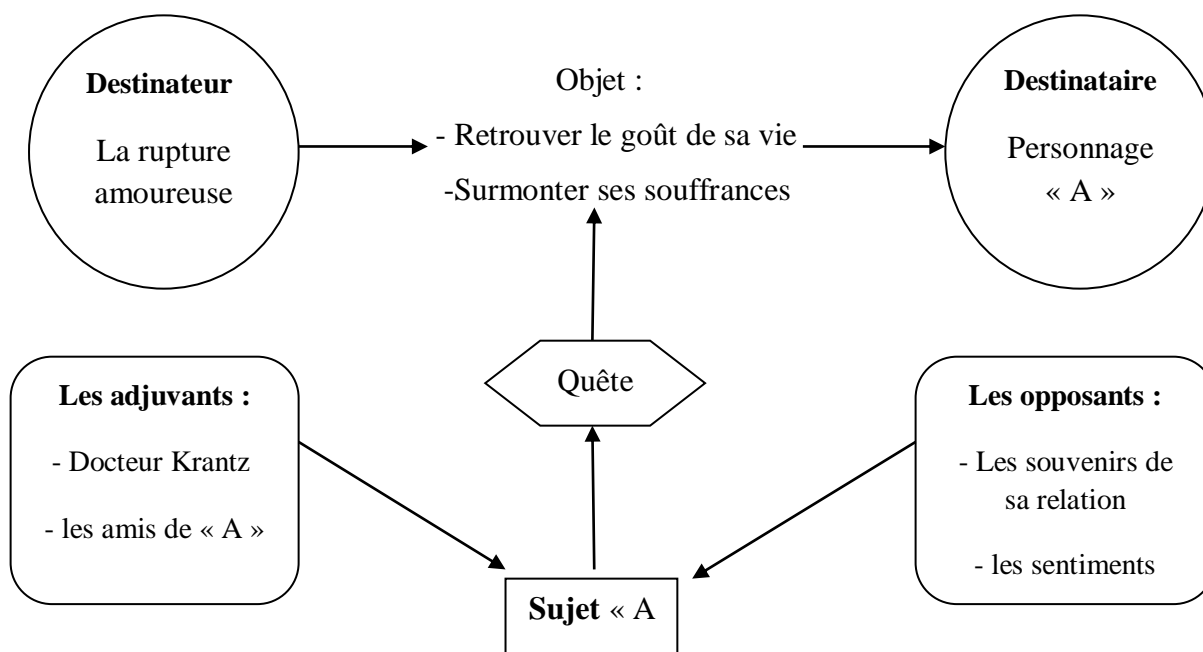 Destinateur
La rupture
amoureuse
Objet :
- Retrouver le goût de sa vie
-Surmonter ses souffrances
Destinataire
Personnage
« A »
Quête
Les adjuvants :
- Docteur Krantz
- les amis de « A »
Les opposants :
- Les souvenirs de
sa relation
- les sentiments
Sujet « A